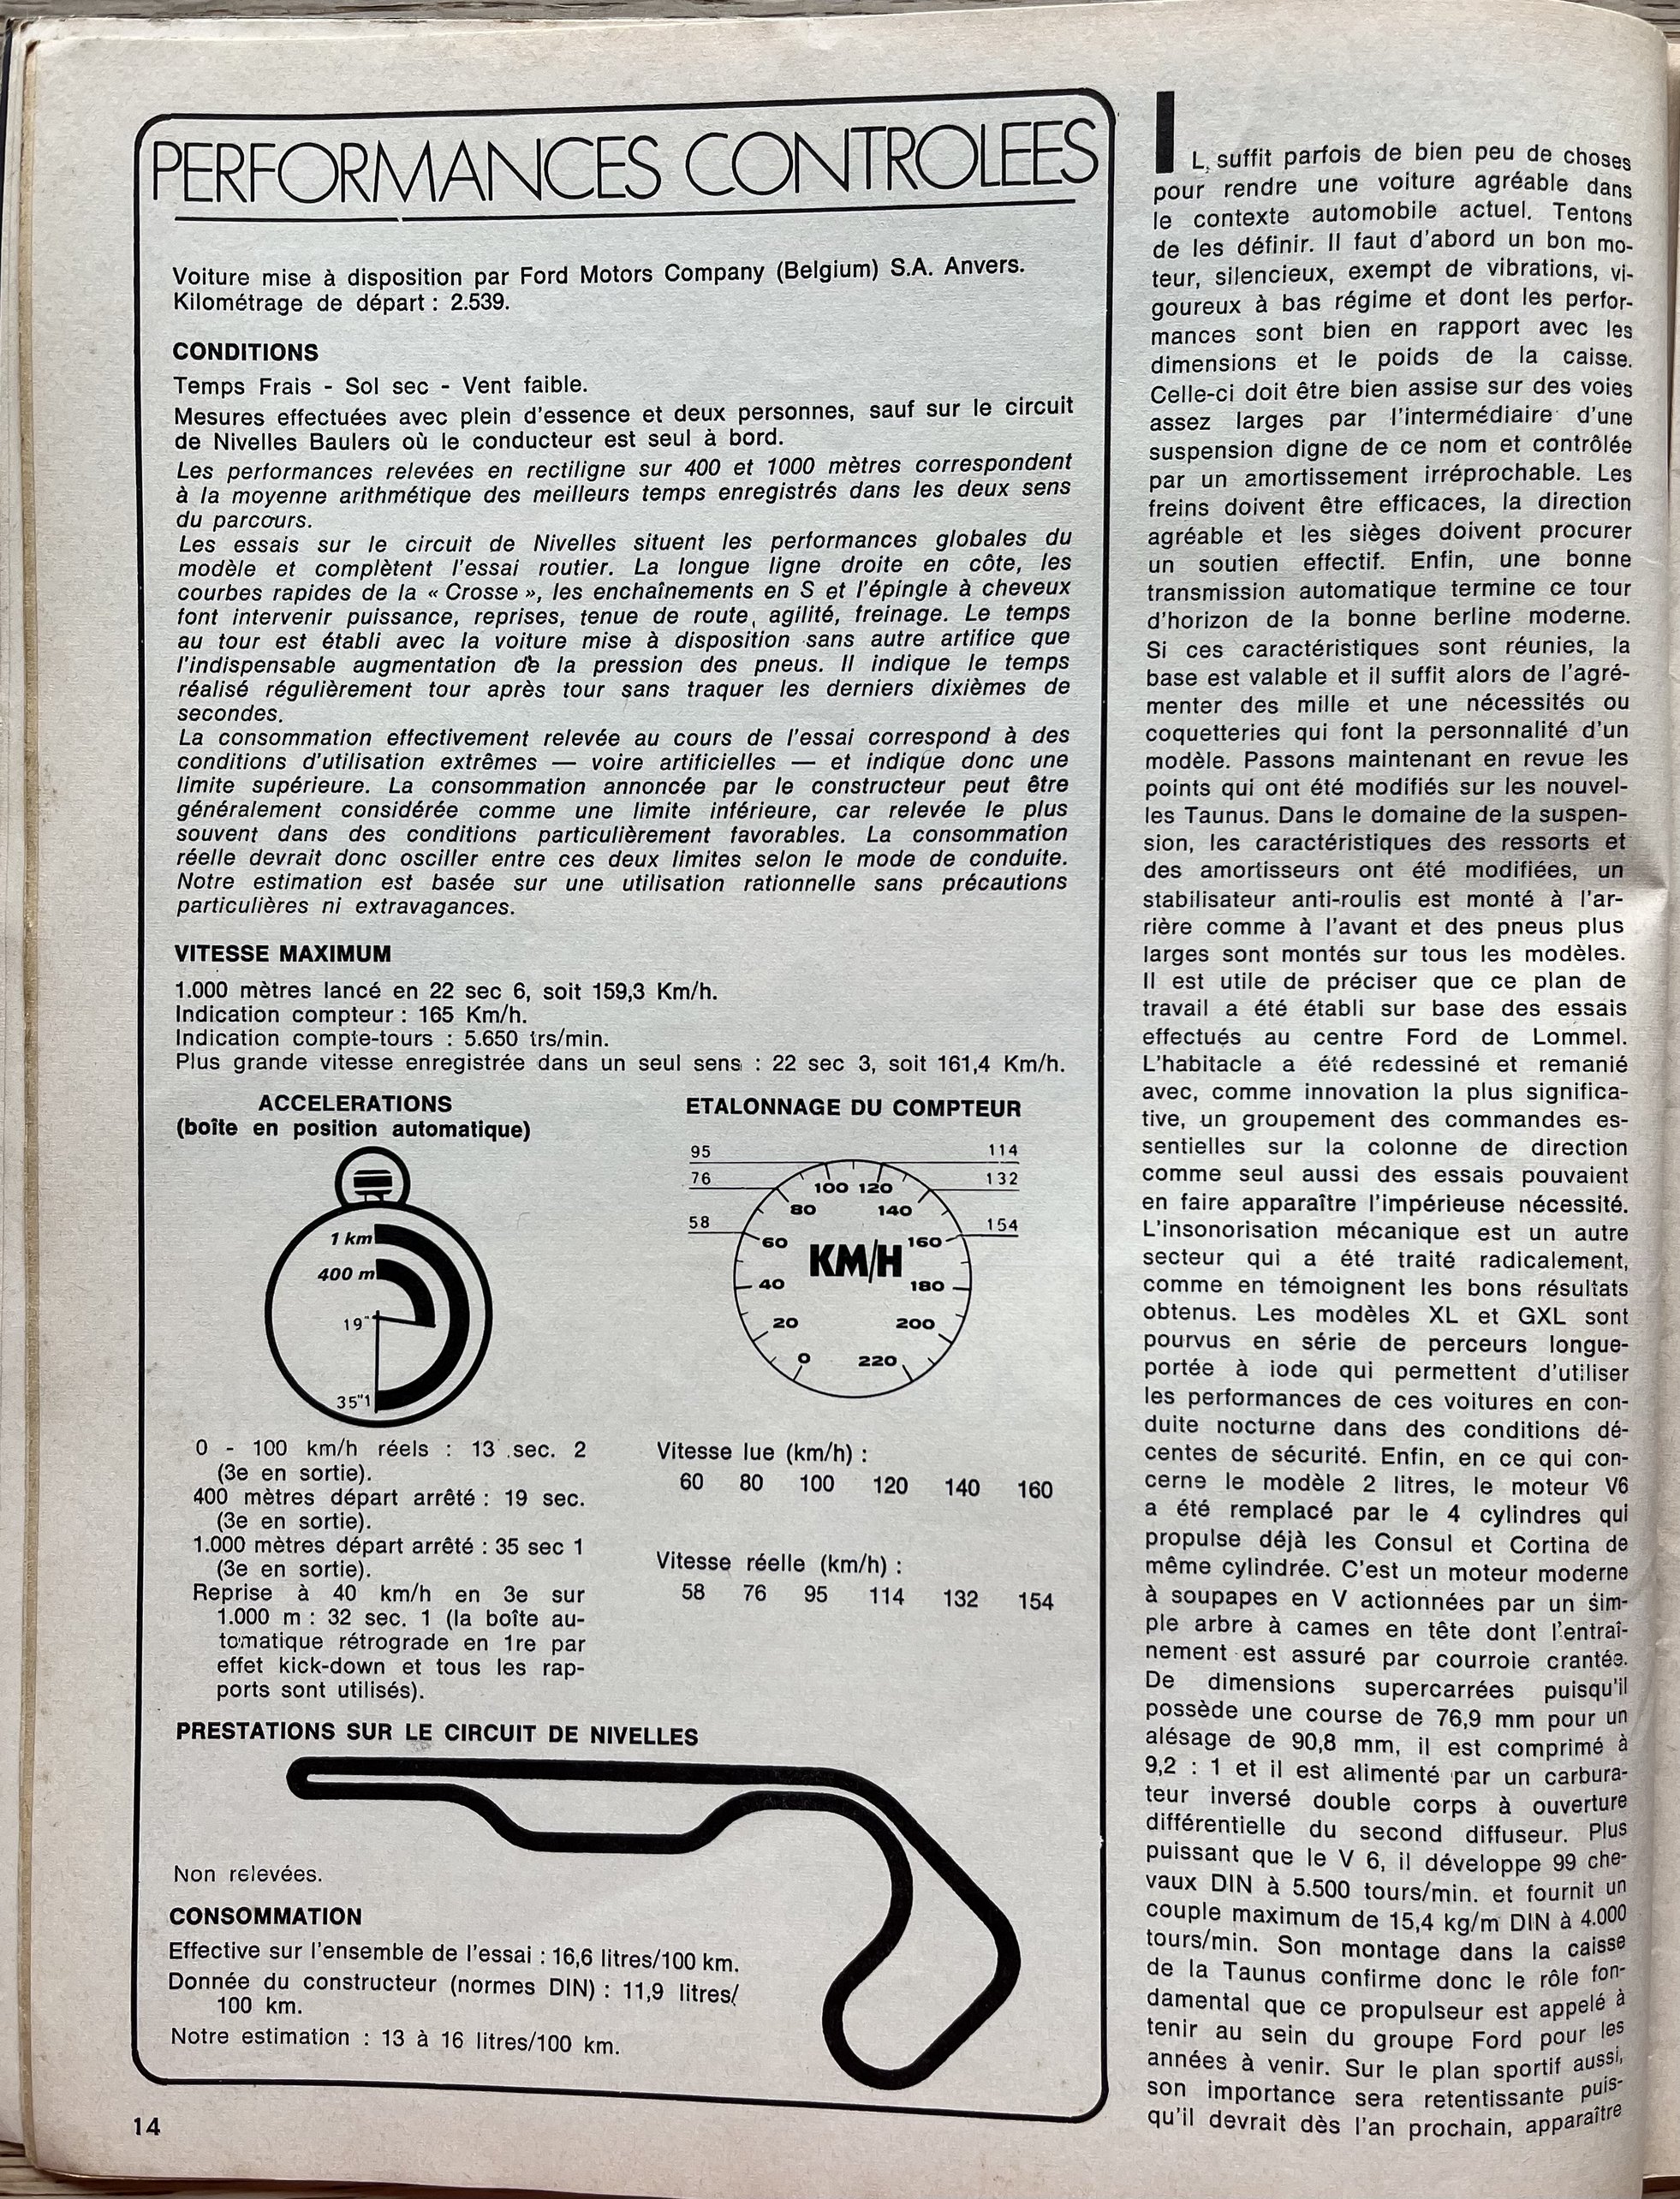 PERFORMANCES CONTROLEES
Voiture mise à disposition par Ford Motors Company (Belgium) S.A. Anvers.
Kilométrage de départ : 2.539.
CONDITIONS
Temps Frais - Sol sec - Vent faible.
Mesures effectuées avec plein d'essence et deux personnes, sauf sur le circuit
de Nivelles Baulers où le conducteur est seul à bord.
Les performances relevées en rectiligne sur 400 et 1000 mètres correspondent
à la moyenne arithmétique des meilleurs temps enregistrés dans les deux sens
du parcours.
Les essais sur le circuit de Nivelles situent les performances globales du
modèle et complètent l'essai routier. La longue ligne droite en côte, les
courbes rapides de la « Crosse », les enchaînements en S et l'épingle à cheveux
font intervenir puissance, reprises, tenue de route, agilité, freinage. Le temps
au tour est établi avec la voiture mise à disposition sans autre artifice que
l'indispensable augmentation de la pression des pneus. Il indique le temps
réalisé régulièrement tour après tour sans traquer les derniers dixièmes de
secondes.
La consommation effectivement relevée au cours de l'essai correspond à des
conditions d'utilisation extrêmes — voire artificielles — et indique donc une
limite supérieure. La consommation annoncée par le constructeur peut être
généralement considérée comme une limite inférieure, car relevée le plus
souvent dans des conditions particulièrement favorables. La consommation
réelle devrait donc osciller entre ces deux limites selon le mode de conduite.
Notre estimation est basée sur une utilisation rationnelle sans précautions
particulières ni extravagances.
VITESSE MAXIMUM
1.000 mètres lancé en 22 sec 6, soit 159,3 Km/h.
Indication compteur : 165 Km/h.
Indication compte-tours : 5.650 trs/min.
Plus grande vitesse enregistrée dans un seul sens : 22 sec 3, soit 161,4 Km/h.
ACCELERATIONS
(boîte en position automatique)
1 km
400 m
19"
35"1
0 - 100 km/h réels : 13 sec. 2
(3e en sortie).
400 mètres départ arrêté : 19 sec.
(3e en sortie).
1.000 mètres départ arrêté : 35 sec 1
(3e en sortie).
Reprise à 40 km/h en 3e sur
1.000 m : 32 sec. 1 (la boîte au-
tomatique rétrograde en 1re par
effet kick-down et tous les rap-
ports sont utilisés).
ETALONNAGE DU COMPTEUR
95 114
76 132
100 120
80 140
58 154
60 KM/H 160
40 180
20 200
0 220
Vitesse lue (km/h) :
60 80 100 120 140 160
Vitesse réelle (km/h) :
58 76 95 114 132 154
PRESTATIONS SUR LE CIRCUIT DE NIVELLES
Non relevées.
CONSOMMATION
Effective sur l'ensemble de l'essai : 16,6 litres/100 km.
Donnée du constructeur (normes DIN) : 11,9 litres/
100 km.
Notre estimation : 13 à 16 litres/100 km.
14
IL suffit parfois de bien peu de choses
pour rendre une voiture agréable dans
le contexte automobile actuel. Tentons
de les définir. Il faut d'abord un bon mo-
teur, silencieux, exempt de vibrations, vi-
goureux à bas régime et dont les perfor-
mances sont bien en rapport avec les
dimensions et le poids de la caisse.
Celle-ci doit être bien assise sur des voies
assez larges par l'intermédiaire d'une
suspension digne de ce nom et contrôlée
par un amortissement irréprochable. Les
freins doivent être efficaces, la direction
agréable et les sièges doivent procurer
un soutien effectif. Enfin, une bonne
transmission automatique termine ce tour
d'horizon de la bonne berline moderne.
Si ces caractéristiques sont réunies, la
base est valable et il suffit alors de l'agré-
menter des mille et une nécessités ou
coquetteries qui font la personnalité d'un
modèle. Passons maintenant en revue les
points qui ont été modifiés sur les nouvel-
les Taunus. Dans le domaine de la suspen-
sion, les caractéristiques des ressorts et
des amortisseurs ont été modifiées, un
stabilisateur anti-roulis est monté à l'ar-
rière comme à l'avant et des pneus plus
larges sont montés sur tous les modèles.
Il est utile de préciser que ce plan de
travail a été établi sur base des essais
effectués au centre Ford de Lommel.
L'habitacle a été redessiné et remanié
avec, comme innovation la plus significa-
tive, un groupement des commandes es-
sentielles sur la colonne de direction
comme seul aussi des essais pouvaient
en faire apparaître l'impérieuse nécessité.
L'insonorisation mécanique est un autre
secteur qui a été traité radicalement,
comme en témoignent les bons résultats
obtenus. Les modèles XL et GXL sont
pourvus en série de perceurs longue-
portée à iode qui permettent d'utiliser
les performances de ces voitures en con-
duite nocturne dans des conditions dé-
centes de sécurité. Enfin, en ce qui con-
cerne le modèle 2 litres, le moteur V6
a été remplacé par le 4 cylindres qui
propulse déjà les Consul et Cortina de
même cylindrée. C'est un moteur moderne
à soupapes en V actionnées par un sim-
ple arbre à cames en tête dont l'entraî-
nement est assuré par courroie crantée.
De dimensions supercarrées puisqu'il
possède une course de 76,9 mm pour un
alésage de 90,8 mm, il est comprimé à
9,2 : 1 et il est alimenté par un carbura-
teur inversé double corps à ouverture
différentielle du second diffuseur. Plus
puissant que le V 6, il développe 99 che-
vaux DIN à 5.500 tours/min. et fournit un
couple maximum de 15,4 kg/m DIN à 4.000
tours/min. Son montage dans la caisse
de la Taunus confirme donc le rôle fon-
damental que ce propulseur est appelé à
tenir au sein du groupe Ford pour les
années à venir. Sur le plan sportif aussi,
son importance sera retentissante puis-
qu'il devrait dès l'an prochain, apparaître